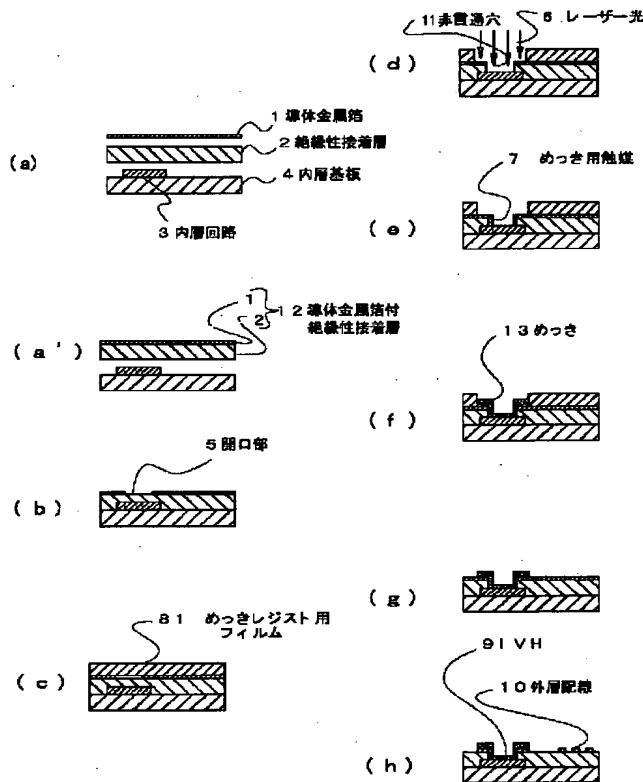 (a)
1 導体金属箔
2 絶縁性接着層
4 内層基板
3 内層回路
(a')
1
2
12 導体金属箔付
絶縁性接着層
(b)
5 開口部
(c)
81 めっきレジスト用
フィルム
(d)
11 非貫通穴
6 レーザー光
(e)
7 めっき用触媒
(f)
13 めっき
(g)
(h)
9 IVH
10 外層配線